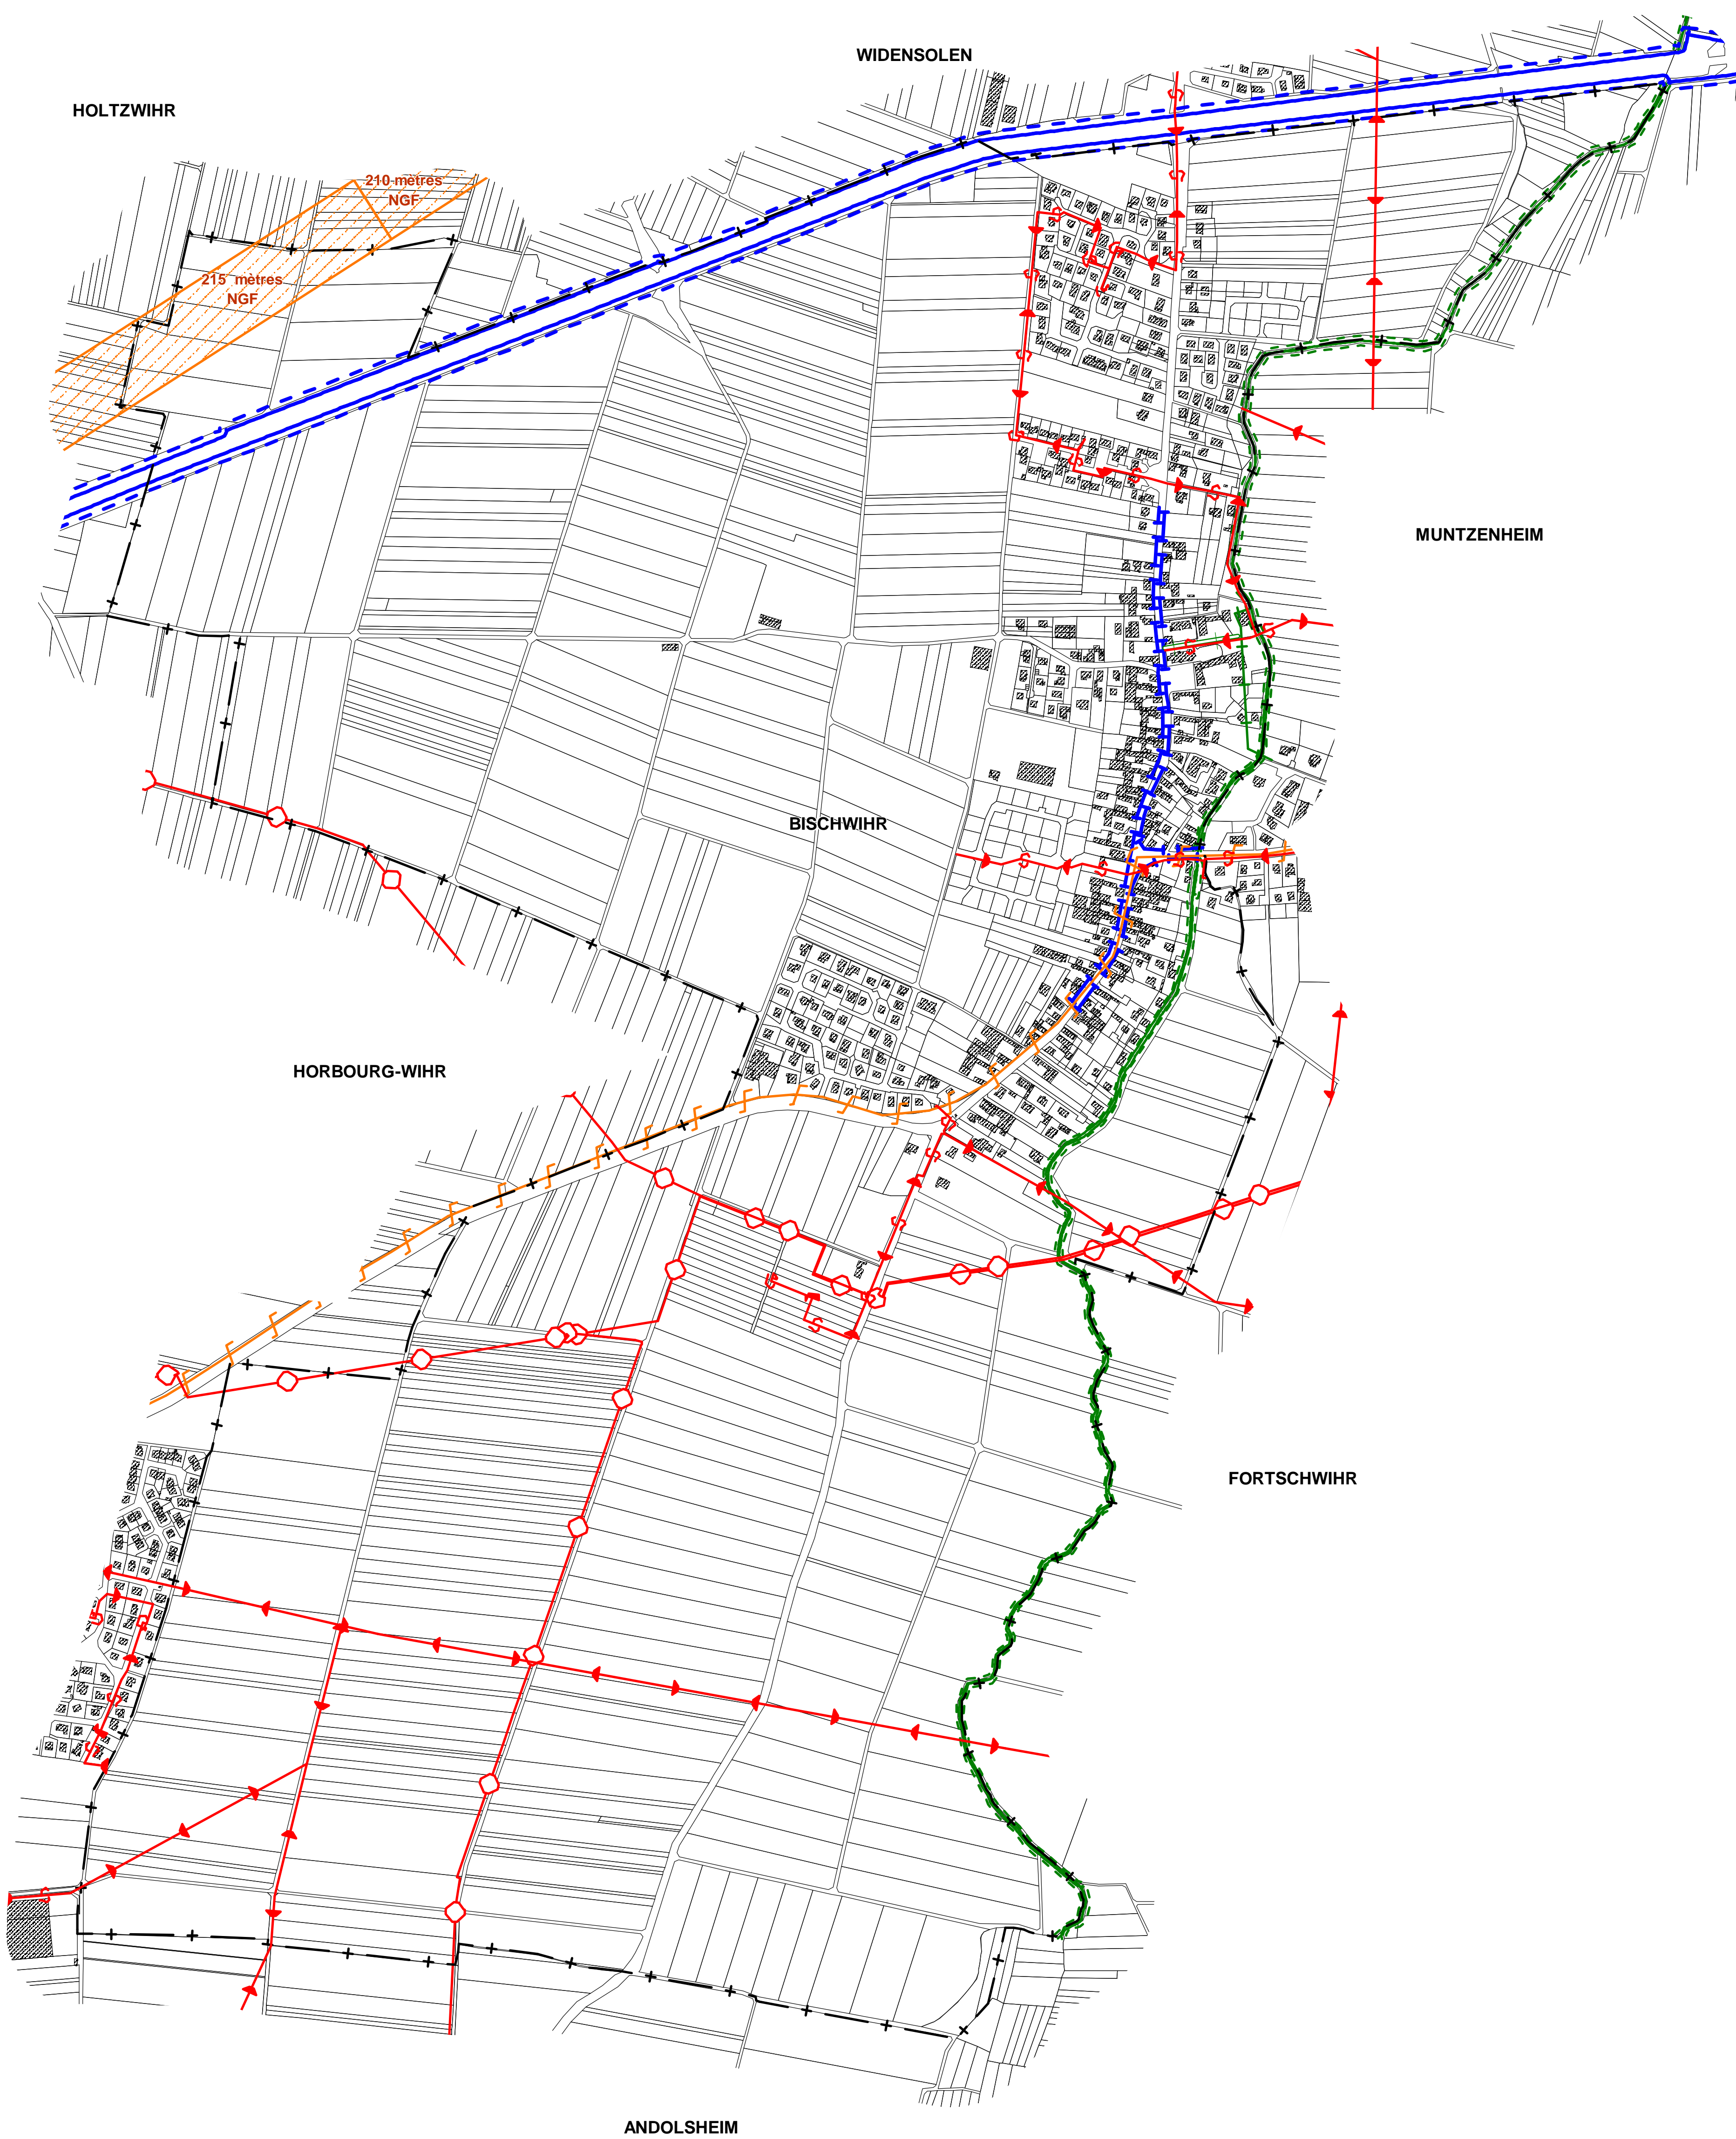 WIDENSOLEN
HOLTZWIHR
210 mètres
NGF
215 mètres
NGF
MUNTZENHEIM
BISCHWIHR
HORBOURG-WIHR
FORTSCHWIHR
ANDOLSHEIM